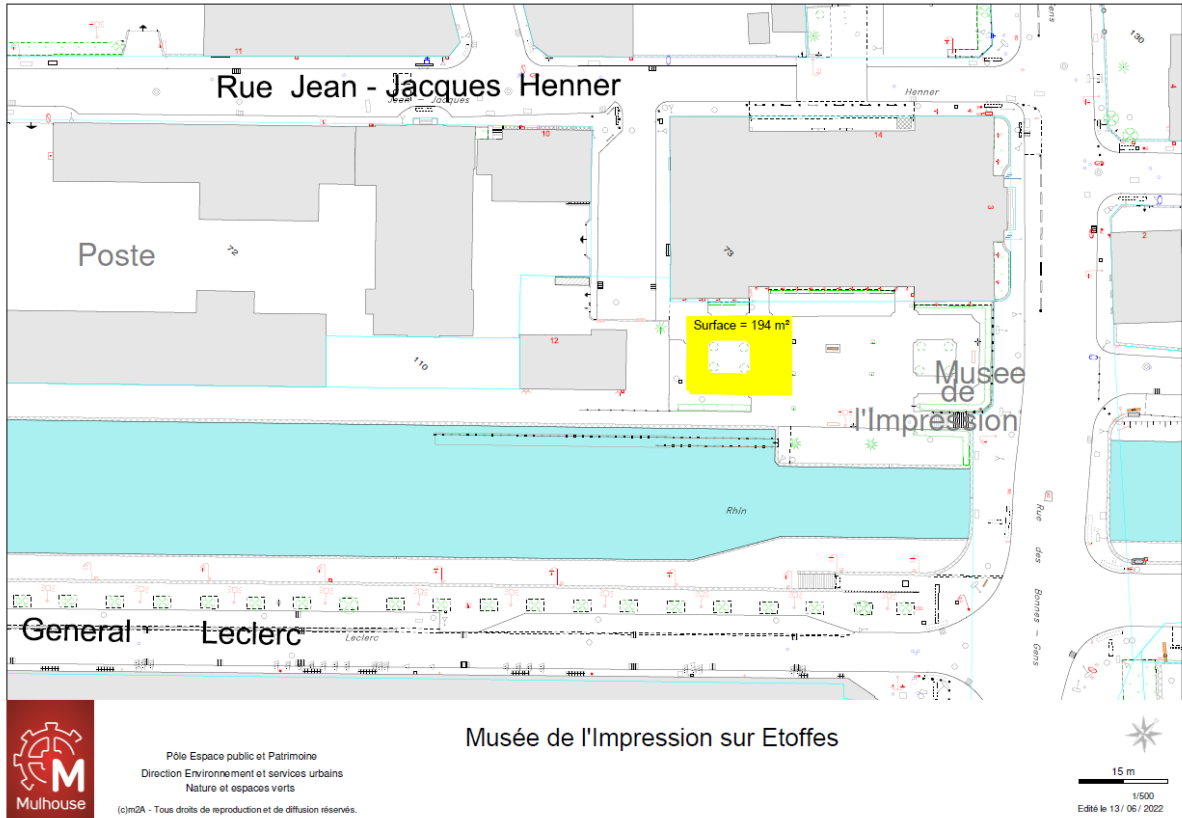 11
130
4
Rue Jean - Jacques Henner
Jean - Jacques
Henner
10
14
3
2
Poste
72
73
Surface = 194 m²
12
110
Musee
de
l'Impression
Rhin
Rue des Bonnes - Gens
General
Leclerc
Leclerc
Musée de l'Impression sur Etoffes
Pôle Espace public et Patrimoine
Direction Environnement et services urbains
Nature et espaces verts
(c)m2A - Tous droits de reproduction et de diffusion réservés.
M
Mulhouse
15 m
1/500
Edité le 13 / 06 / 2022